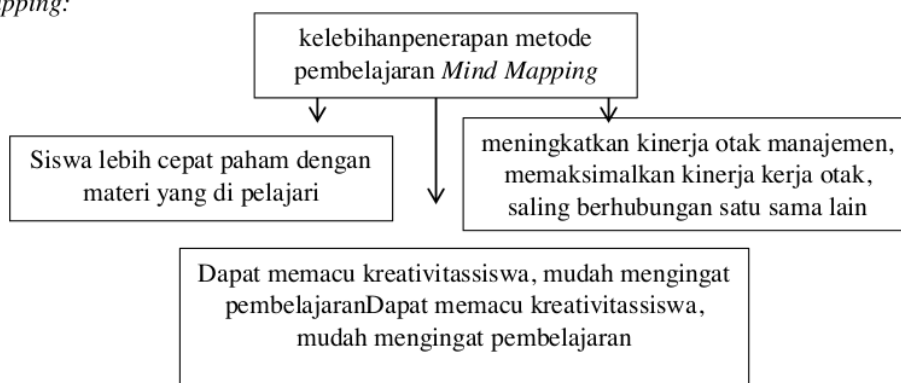 pping:
kelebihanpenerapan metode
pembelajaran Mind Mapping
Siswa lebih cepat paham dengan
materi yang di pelajari
meningkatkan kinerja otak manajemen,
memaksimalkan kinerja kerja otak,
saling berhubungan satu sama lain
Dapat memacu kreativitassiswa, mudah mengingat
pembelajaranDapat memacu kreativitassiswa,
mudah mengingat pembelajaran